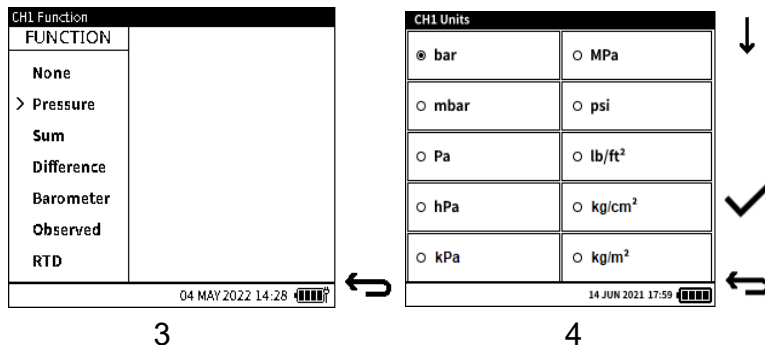 CH1 Function
FUNCTION
None
> Pressure
Sum
Difference
Barometer
Observed
RTD
04 MAY 2022 14:28
3
CH1 Units
bar
MPa
mbar
psi
Pa
lb/ft²
hPa
kg/cm²
kPa
kg/m²
14 JUN 2021 17:59
4